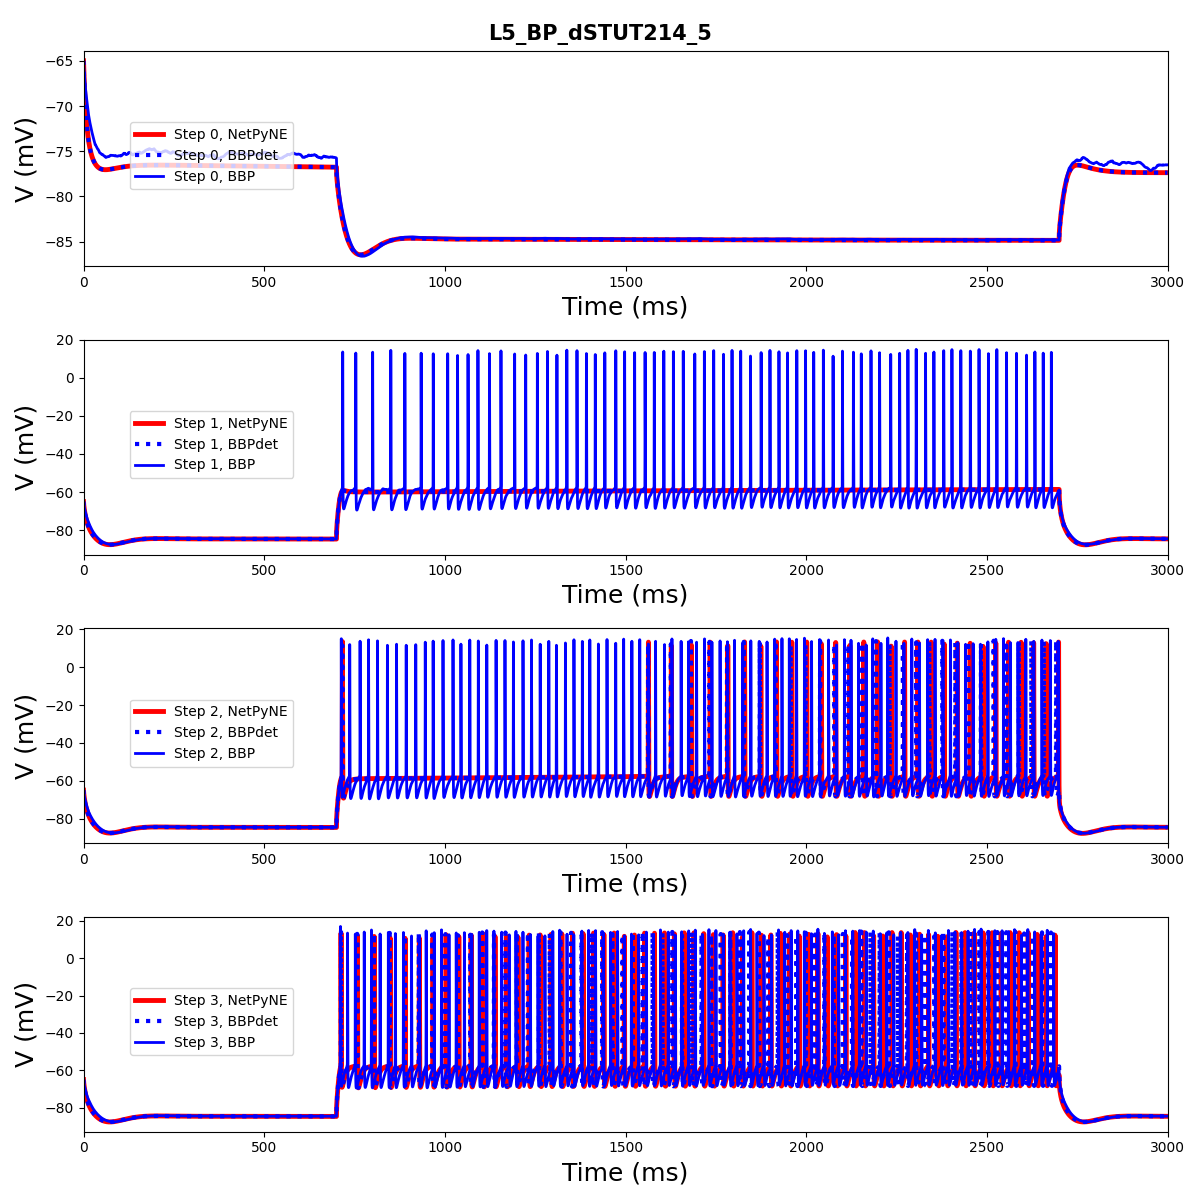 L5_BP_dSTUT214_5
V (mV)
−65
−70
−75
−80
−85
Step 0, NetPyNE
Step 0, BBPdet
Step 0, BBP
0 500 1000 1500 2000 2500 3000
Time (ms)
V (mV)
20
0
−20
−40
−60
−80
Step 1, NetPyNE
Step 1, BBPdet
Step 1, BBP
0 500 1000 1500 2000 2500 3000
Time (ms)
V (mV)
20
0
−20
−40
−60
−80
Step 2, NetPyNE
Step 2, BBPdet
Step 2, BBP
0 500 1000 1500 2000 2500 3000
Time (ms)
V (mV)
20
0
−20
−40
−60
−80
Step 3, NetPyNE
Step 3, BBPdet
Step 3, BBP
0 500 1000 1500 2000 2500 3000
Time (ms)